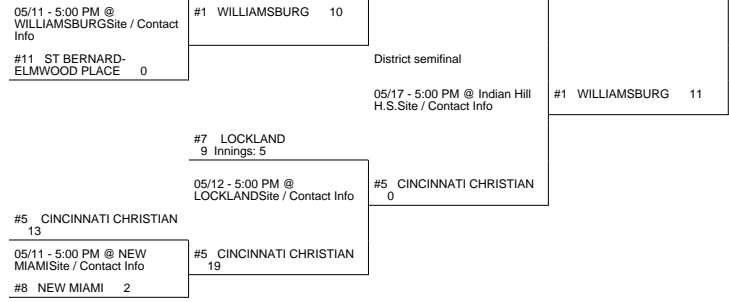 05/11 - 5:00 PM @
WILLIAMSBURGSite / Contact
Info
#1 WILLIAMSBURG 10
#11 ST BERNARD-
ELMWOOD PLACE 0
District semifinal
05/17 - 5:00 PM @ Indian Hill
H.S.Site / Contact Info
#1 WILLIAMSBURG 11
#7 LOCKLAND
9 Innings: 5
05/12 - 5:00 PM @
LOCKLANDSite / Contact Info
#5 CINCINNATI CHRISTIAN
0
#5 CINCINNATI CHRISTIAN
13
05/11 - 5:00 PM @ NEW
MIAMISite / Contact Info
#5 CINCINNATI CHRISTIAN
19
#8 NEW MIAMI 2